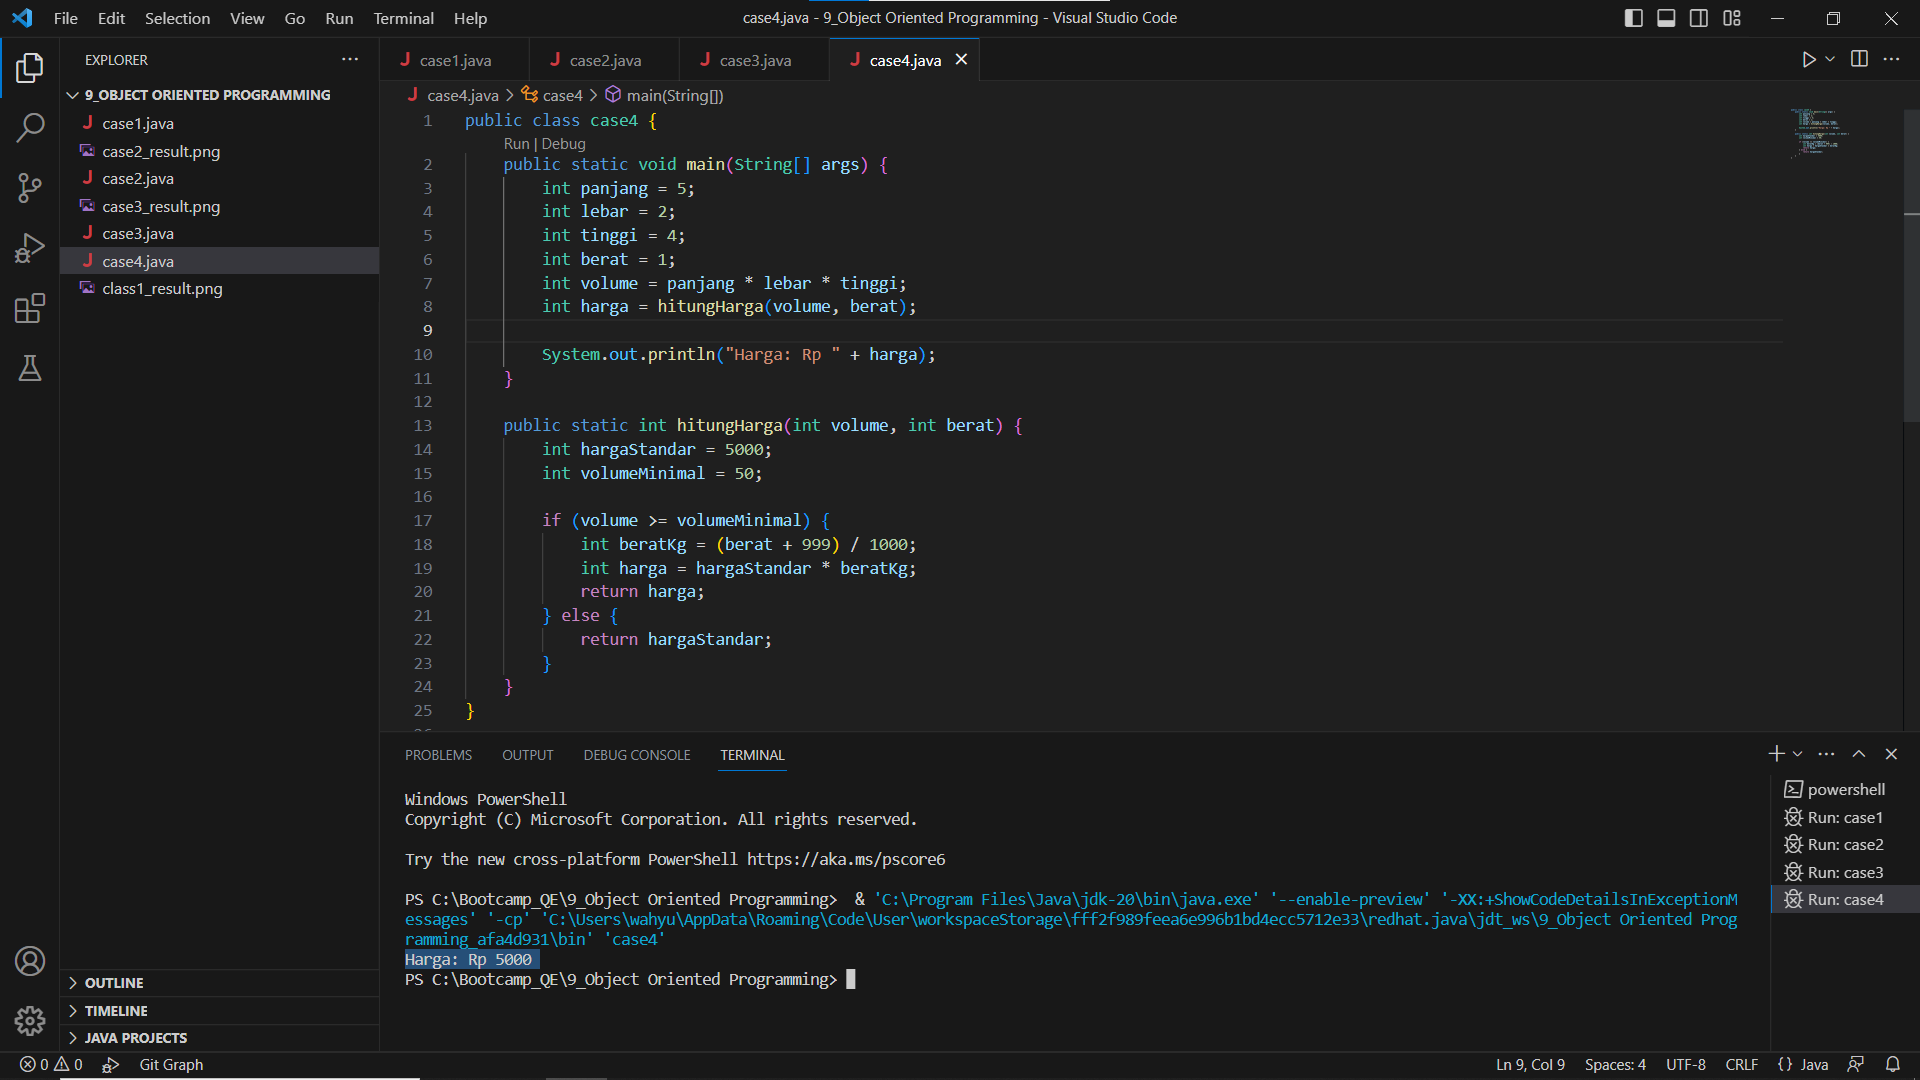 File Edit Selection View Go Run Terminal Help
case4.java - 9_Object Oriented Programming - Visual Studio Code
EXPLORER
9_OBJECT ORIENTED PROGRAMMING
case1.java
case2_result.png
case2.java
case3_result.png
case3.java
case4.java
class1_result.png
OUTLINE
TIMELINE
JAVA PROJECTS
case1.java case2.java case3.java case4.java
case4.java > case4 > main(String[])
1 public class case4 {
Run | Debug
2 public static void main(String[] args) {
3 int panjang = 5;
4 int lebar = 2;
5 int tinggi = 4;
6 int berat = 1;
7 int volume = panjang * lebar * tinggi;
8 int harga = hitungHarga(volume, berat);
9
10 System.out.println("Harga: Rp " + harga);
11 }
12
13 public static int hitungHarga(int volume, int berat) {
14 int hargaStandar = 5000;
15 int volumeMinimal = 50;
16
17 if (volume >= volumeMinimal) {
18 int beratKg = (berat + 999) / 1000;
19 int harga = hargaStandar * beratKg;
20 return harga;
21 } else {
22 return hargaStandar;
23 }
24 }
25 }
PROBLEMS OUTPUT DEBUG CONSOLE TERMINAL
Windows PowerShell
Copyright (C) Microsoft Corporation. All rights reserved.
Try the new cross-platform PowerShell https://aka.ms/pscore6
PS C:\Bootcamp_QE\9_Object Oriented Programming> & 'C:\Program Files\Java\jdk-20\bin\java.exe' '--enable-preview' '-XX:+ShowCodeDetailsInExceptionM
essages' '-cp' 'C:\Users\wahyu\AppData\Roaming\Code\User\workspaceStorage\fff2f989feea6e996b1bd4ecc5712e33\redhat.java\jdt_ws\9_Object Oriented Prog
ramming_afa4d931\bin' 'case4'
Harga: Rp 5000
PS C:\Bootcamp_QE\9_Object Oriented Programming>
powershell
Run: case1
Run: case2
Run: case3
Run: case4
0 0 Git Graph
Ln 9, Col 9 Spaces: 4 UTF-8 CRLF {} Java